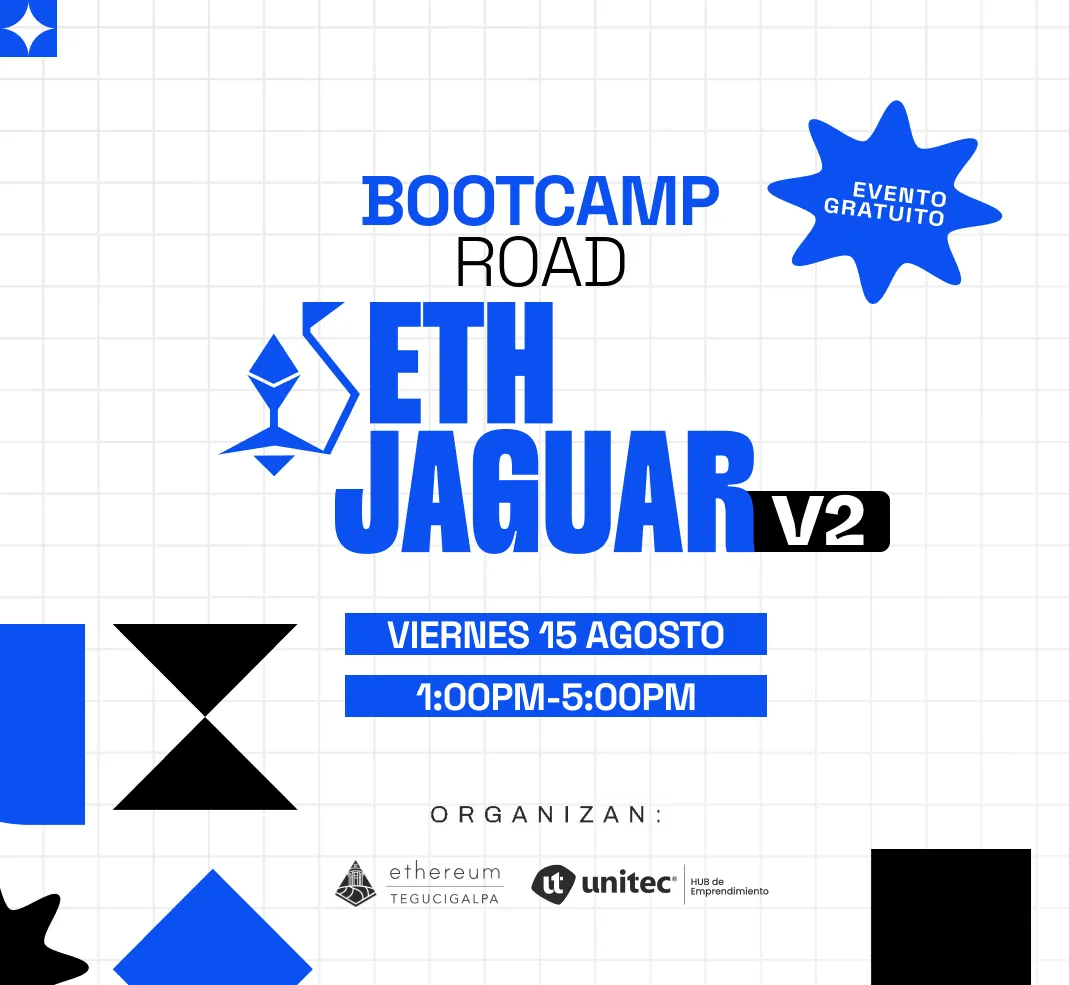 EVENTO
GRATUITO
BOOTCAMP
ROAD
ETH
JAGUAR
V2
VIERNES 15 AGOSTO
1:00PM-5:00PM
ORGANIZAN:
ethereum
TEGUCIGALPA
ut unitec®
HUB de
Emprendimiento